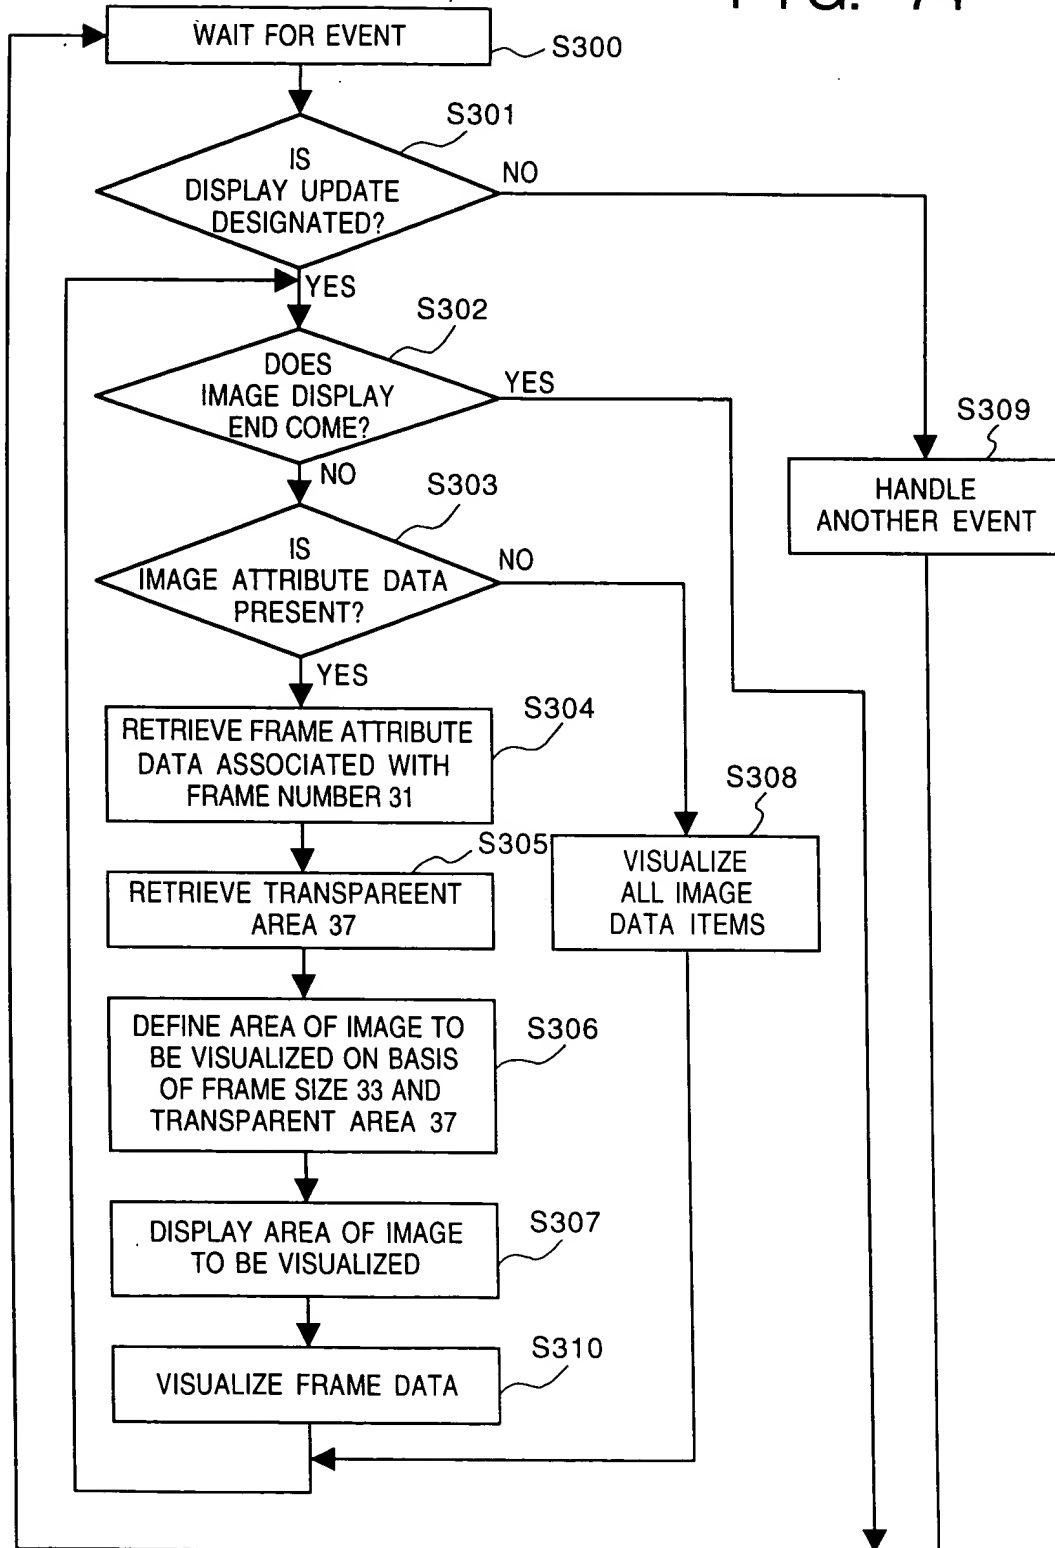 WAIT FOR EVENT
S300
S301
IS
DISPLAY UPDATE
DESIGNATED?
NO
YES
S302
DOES
IMAGE DISPLAY
END COME?
YES
NO
S309
HANDLE
ANOTHER EVENT
S303
IS
IMAGE ATTRIBUTE DATA
PRESENT?
NO
YES
S304
RETRIEVE FRAME ATTRIBUTE
DATA ASSOCIATED WITH
FRAME NUMBER 31
S308
VISUALIZE
ALL IMAGE
DATA ITEMS
S305
RETRIEVE TRANSPAREENT
AREA 37
S306
DEFINE AREA OF IMAGE TO
BE VISUALIZED ON BASIS
OF FRAME SIZE 33 AND
TRANSPARENT AREA 37
S307
DISPLAY AREA OF IMAGE
TO BE VISUALIZED
S310
VISUALIZE FRAME DATA